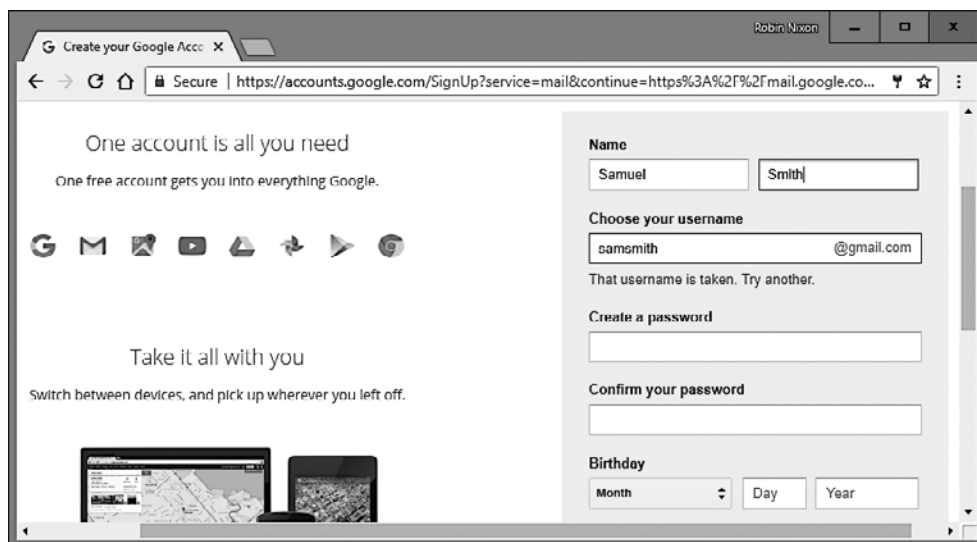 Robin Nixon
Create your Google Acco
Secure | https://accounts.google.com/SignUp?service=mail&continue=https%3A%2F%2Fmail.google.co...
One account is all you need
One free account gets you into everything Google.
Take it all with you
Switch between devices, and pick up wherever you left off.
Name
Samuel Smith
Choose your username
samsmith @gmail.com
That username is taken. Try another.
Create a password
Confirm your password
Birthday
Month Day Year